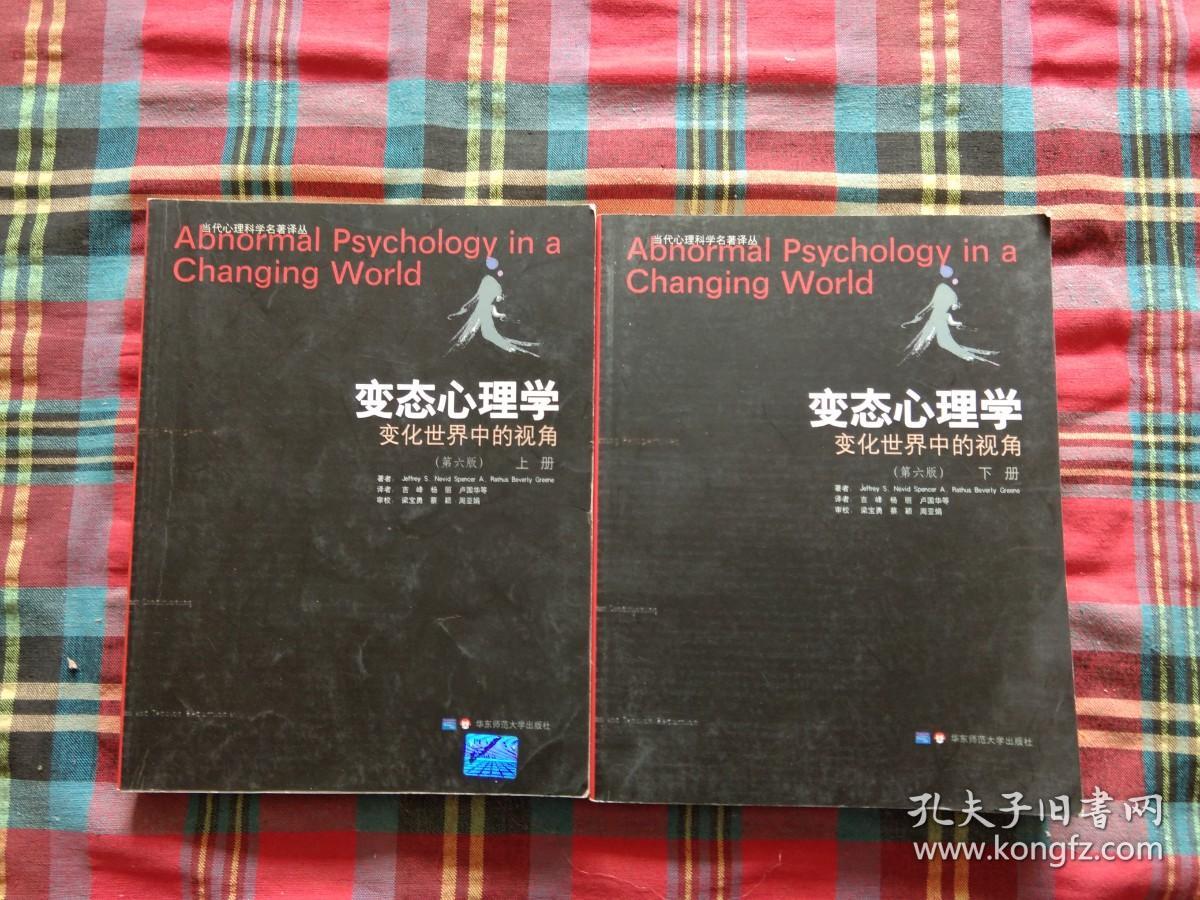 当代心理科学名著译丛
Abnormal Psychology in a
Changing World
变态心理学
变化世界中的视角
(第六版) 上册
著者: Jeffrey S. Nevid Spencer A. Rathus Beverly Greene
译者: 吉 峰 杨 丽 卢国华等
审校: 梁宝勇 蔡 颖 周亚娟
华东师范大学出版社
当代心理科学名著译丛
Abnormal Psychology in a
Changing World
变态心理学
变化世界中的视角
(第六版) 下册
著者: Jeffrey S. Nevid Spencer A. Rathus Beverly Greene
译者: 吉 峰 杨 丽 卢国华等
审校: 梁宝勇 蔡 颖 周亚娟
华东师范大学出版社
孔夫子旧書网
www.kongfz.com